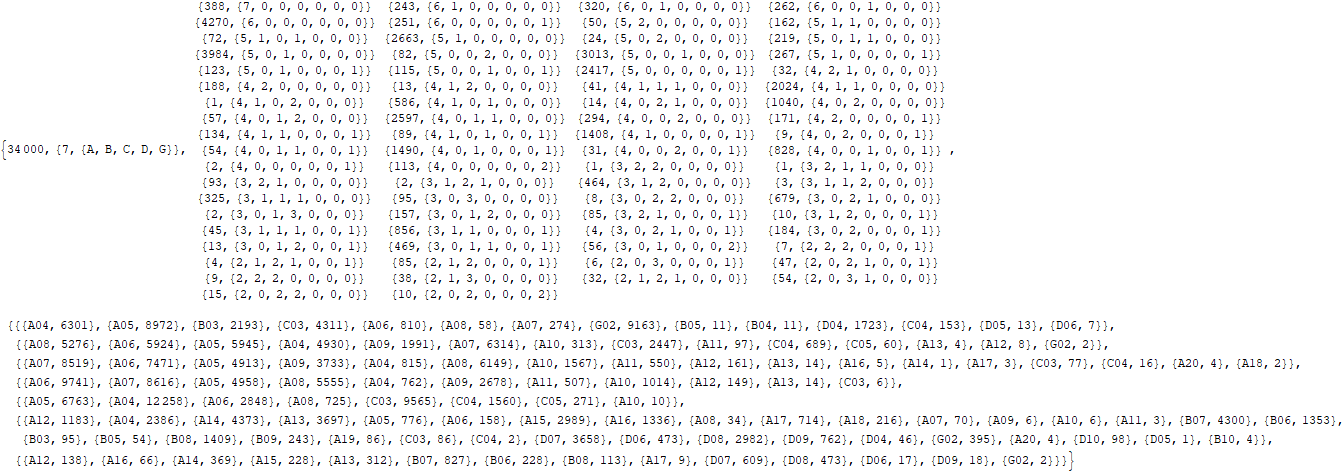 {388, {7, 0, 0, 0, 0, 0, 0}} {243, {6, 1, 0, 0, 0, 0, 0}} {320, {6, 0, 1, 0, 0, 0, 0}} {262, {6, 0, 0, 1, 0, 0, 0}}
{4270, {6, 0, 0, 0, 0, 0, 0}} {251, {6, 0, 0, 0, 0, 0, 1}} {50, {5, 2, 0, 0, 0, 0, 0}} {162, {5, 1, 1, 0, 0, 0, 0}}
{72, {5, 1, 0, 1, 0, 0, 0}} {2663, {5, 1, 0, 0, 0, 0, 0}} {24, {5, 0, 2, 0, 0, 0, 0}} {219, {5, 0, 1, 1, 0, 0, 0}}
{3984, {5, 0, 1, 0, 0, 0, 0}} {82, {5, 0, 0, 2, 0, 0, 0}} {3013, {5, 0, 0, 1, 0, 0, 0}} {267, {5, 1, 0, 0, 0, 0, 1}}
{123, {5, 0, 1, 0, 0, 0, 1}} {115, {5, 0, 0, 1, 0, 0, 1}} {2417, {5, 0, 0, 0, 0, 0, 1}} {32, {4, 2, 1, 0, 0, 0, 0}}
{188, {4, 2, 0, 0, 0, 0, 0}} {13, {4, 1, 2, 0, 0, 0, 0}} {41, {4, 1, 1, 1, 0, 0, 0}} {2024, {4, 1, 1, 0, 0, 0, 0}}
{1, {4, 1, 0, 2, 0, 0, 0}} {586, {4, 1, 0, 1, 0, 0, 0}} {14, {4, 0, 2, 1, 0, 0, 0}} {1040, {4, 0, 2, 0, 0, 0, 0}}
{57, {4, 0, 1, 2, 0, 0, 0}} {2597, {4, 0, 1, 1, 0, 0, 0}} {294, {4, 0, 0, 2, 0, 0, 0}} {171, {4, 2, 0, 0, 0, 0, 1}}
{134, {4, 1, 1, 0, 0, 0, 1}} {89, {4, 1, 0, 1, 0, 0, 1}} {1408, {4, 1, 0, 0, 0, 0, 1}} {9, {4, 0, 2, 0, 0, 0, 1}}
{34 000, {7, {A, B, C, D, G}}, {54, {4, 0, 1, 1, 0, 0, 1}} {1490, {4, 0, 1, 0, 0, 0, 1}} {31, {4, 0, 0, 2, 0, 0, 1}} {828, {4, 0, 0, 1, 0, 0, 1}} ,
{2, {4, 0, 0, 0, 0, 0, 1}} {113, {4, 0, 0, 0, 0, 0, 2}} {1, {3, 2, 2, 0, 0, 0, 0}} {1, {3, 2, 1, 1, 0, 0, 0}}
{93, {3, 2, 1, 0, 0, 0, 0}} {2, {3, 1, 2, 1, 0, 0, 0}} {464, {3, 1, 2, 0, 0, 0, 0}} {3, {3, 1, 1, 2, 0, 0, 0}}
{325, {3, 1, 1, 1, 0, 0, 0}} {95, {3, 0, 3, 0, 0, 0, 0}} {8, {3, 0, 2, 2, 0, 0, 0}} {679, {3, 0, 2, 1, 0, 0, 0}}
{2, {3, 0, 1, 3, 0, 0, 0}} {157, {3, 0, 1, 2, 0, 0, 0}} {85, {3, 2, 1, 0, 0, 0, 1}} {10, {3, 1, 2, 0, 0, 0, 1}}
{45, {3, 1, 1, 1, 0, 0, 1}} {856, {3, 1, 1, 0, 0, 0, 1}} {4, {3, 0, 2, 1, 0, 0, 1}} {184, {3, 0, 2, 0, 0, 0, 1}}
{13, {3, 0, 1, 2, 0, 0, 1}} {469, {3, 0, 1, 1, 0, 0, 1}} {56, {3, 0, 1, 0, 0, 0, 2}} {7, {2, 2, 2, 0, 0, 0, 1}}
{4, {2, 1, 2, 1, 0, 0, 1}} {85, {2, 1, 2, 0, 0, 0, 1}} {6, {2, 0, 3, 0, 0, 0, 1}} {47, {2, 0, 2, 1, 0, 0, 1}}
{9, {2, 2, 2, 0, 0, 0, 0}} {38, {2, 1, 3, 0, 0, 0, 0}} {32, {2, 1, 2, 1, 0, 0, 0}} {54, {2, 0, 3, 1, 0, 0, 0}}
{15, {2, 0, 2, 2, 0, 0, 0}} {10, {2, 0, 2, 0, 0, 0, 2}}
{{{A04, 6301}, {A05, 8972}, {B03, 2193}, {C03, 4311}, {A06, 810}, {A08, 58}, {A07, 274}, {G02, 9163}, {B05, 11}, {B04, 11}, {D04, 1723}, {C04, 153}, {D05, 13}, {D06, 7}},
{{A08, 5276}, {A06, 5924}, {A05, 5945}, {A04, 4930}, {A09, 1991}, {A07, 6314}, {A10, 313}, {C03, 2447}, {A11, 97}, {C04, 689}, {C05, 60}, {A13, 4}, {A12, 8}, {G02, 2}},
{{A07, 8519}, {A06, 7471}, {A05, 4913}, {A09, 3733}, {A04, 815}, {A08, 6149}, {A10, 1567}, {A11, 550}, {A12, 161}, {A13, 14}, {A16, 5}, {A14, 1}, {A17, 3}, {C03, 77}, {C04, 16}, {A20, 4}, {A18, 2}},
{{A06, 9741}, {A07, 8616}, {A05, 4958}, {A08, 5555}, {A04, 762}, {A09, 2678}, {A11, 507}, {A10, 1014}, {A12, 149}, {A13, 14}, {C03, 6}},
{{A05, 6763}, {A04, 12 258}, {A06, 2848}, {A08, 725}, {C03, 9565}, {C04, 1560}, {C05, 271}, {A10, 10}},
{{A12, 1183}, {A04, 2386}, {A14, 4373}, {A13, 3697}, {A05, 776}, {A06, 158}, {A15, 2989}, {A16, 1336}, {A08, 34}, {A17, 714}, {A18, 216}, {A07, 70}, {A09, 6}, {A10, 6}, {A11, 3}, {B07, 4300}, {B06, 1353},
{B03, 95}, {B05, 54}, {B08, 1409}, {B09, 243}, {A19, 86}, {C03, 86}, {C04, 2}, {D07, 3658}, {D06, 473}, {D08, 2982}, {D09, 762}, {D04, 46}, {G02, 395}, {A20, 4}, {D10, 98}, {D05, 1}, {B10, 4}},
{{A12, 138}, {A16, 66}, {A14, 369}, {A15, 228}, {A13, 312}, {B07, 827}, {B06, 228}, {B08, 113}, {A17, 9}, {D07, 609}, {D08, 473}, {D06, 17}, {D09, 18}, {G02, 2}}}}